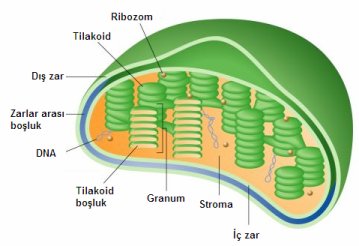 Ribozom
Tilakoid
Dış zar
Zarlar arası
boşluk
DNA
Tilakoid
boşluk
Granum
Stroma
İç zar